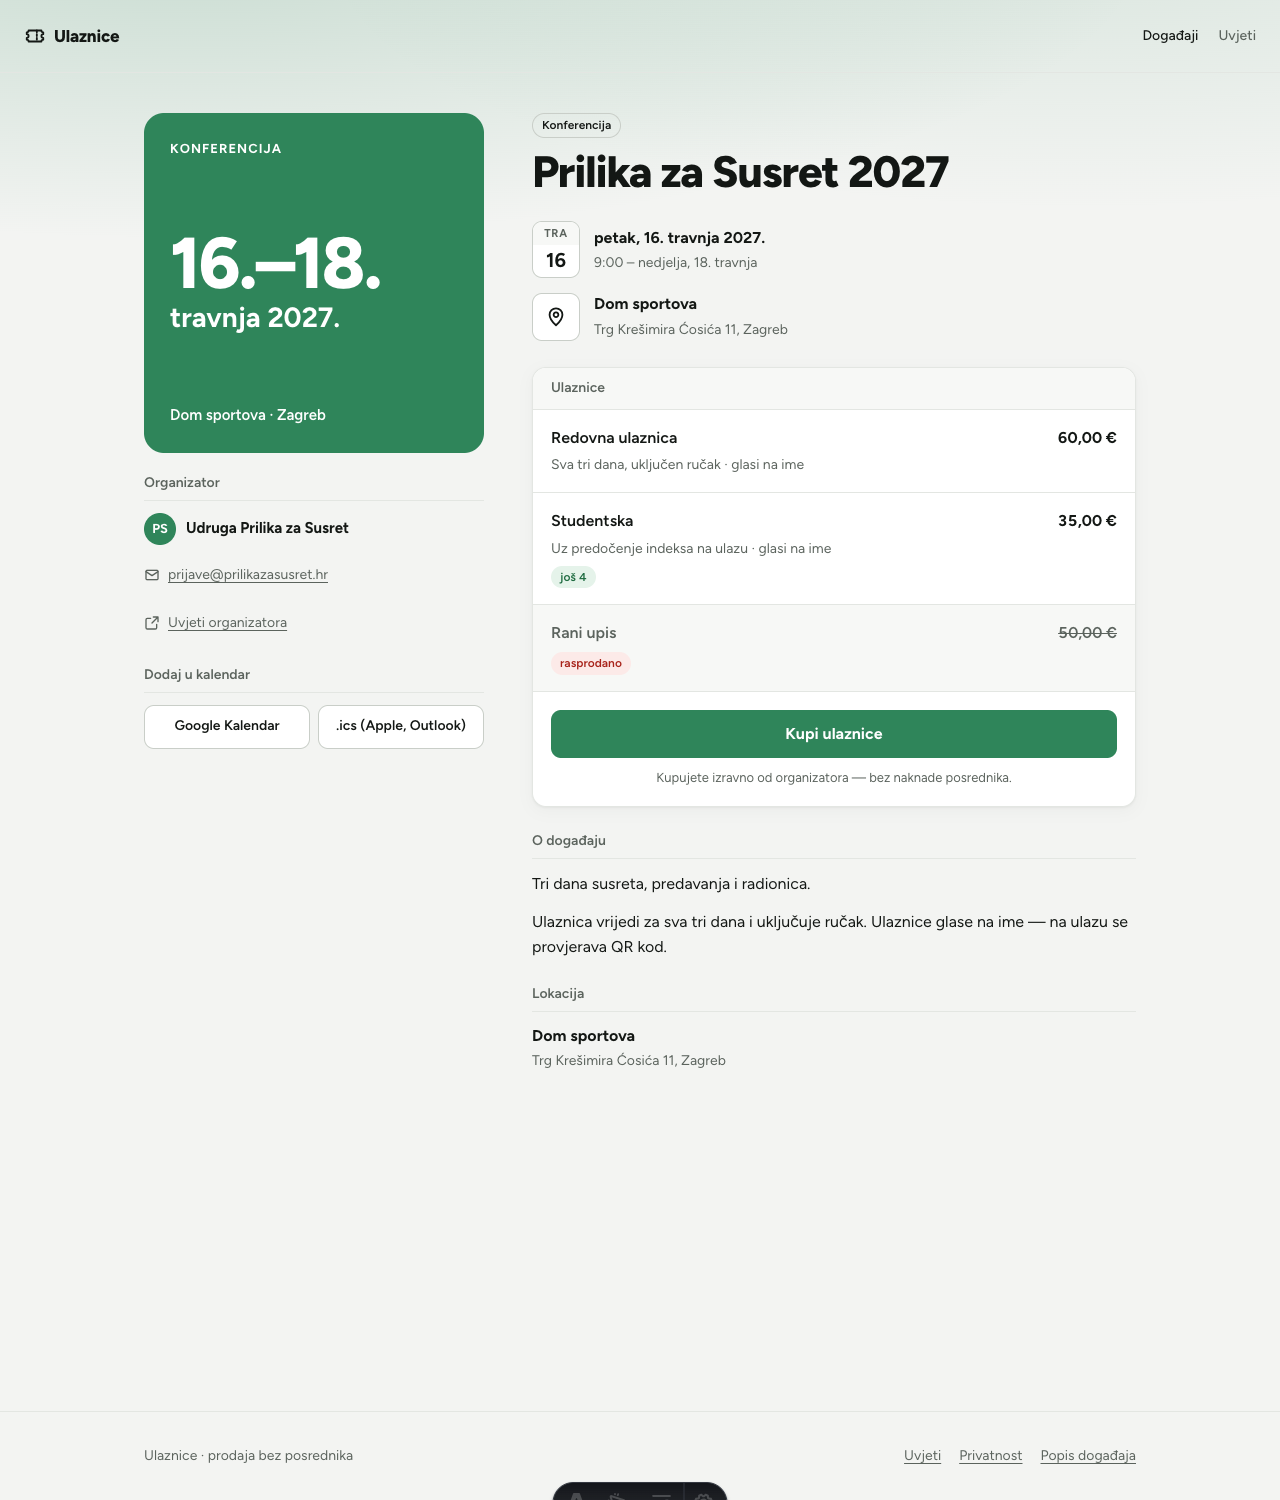 Ulaznice
Događaji
Uvjeti
KONFERENCIJA
16.–18.
travnja 2027.
Dom sportova · Zagreb
Organizator
PS
Udruga Prilika za Susret
prijave@prilikazasusret.hr
Uvjeti organizatora
Dodaj u kalendar
Google Kalendar
.ics (Apple, Outlook)
Konferencija
Prilika za Susret 2027
TRA
16
petak, 16. travnja 2027.
9:00 – nedjelja, 18. travnja
Dom sportova
Trg Krešimira Ćosića 11, Zagreb
Ulaznice
Redovna ulaznica
60,00 €
Sva tri dana, uključen ručak · glasi na ime
Studentska
35,00 €
Uz predočenje indeksa na ulazu · glasi na ime
još 4
Rani upis
50,00 €
rasprodano
Kupi ulaznice
Kupujete izravno od organizatora — bez naknade posrednika.
O događaju
Tri dana susreta, predavanja i radionica.
Ulaznica vrijedi za sva tri dana i uključuje ručak. Ulaznice glase na ime — na ulazu se
provjerava QR kod.
Lokacija
Dom sportova
Trg Krešimira Ćosića 11, Zagreb
Ulaznice · prodaja bez posrednika
Uvjeti
Privatnost
Popis događaja